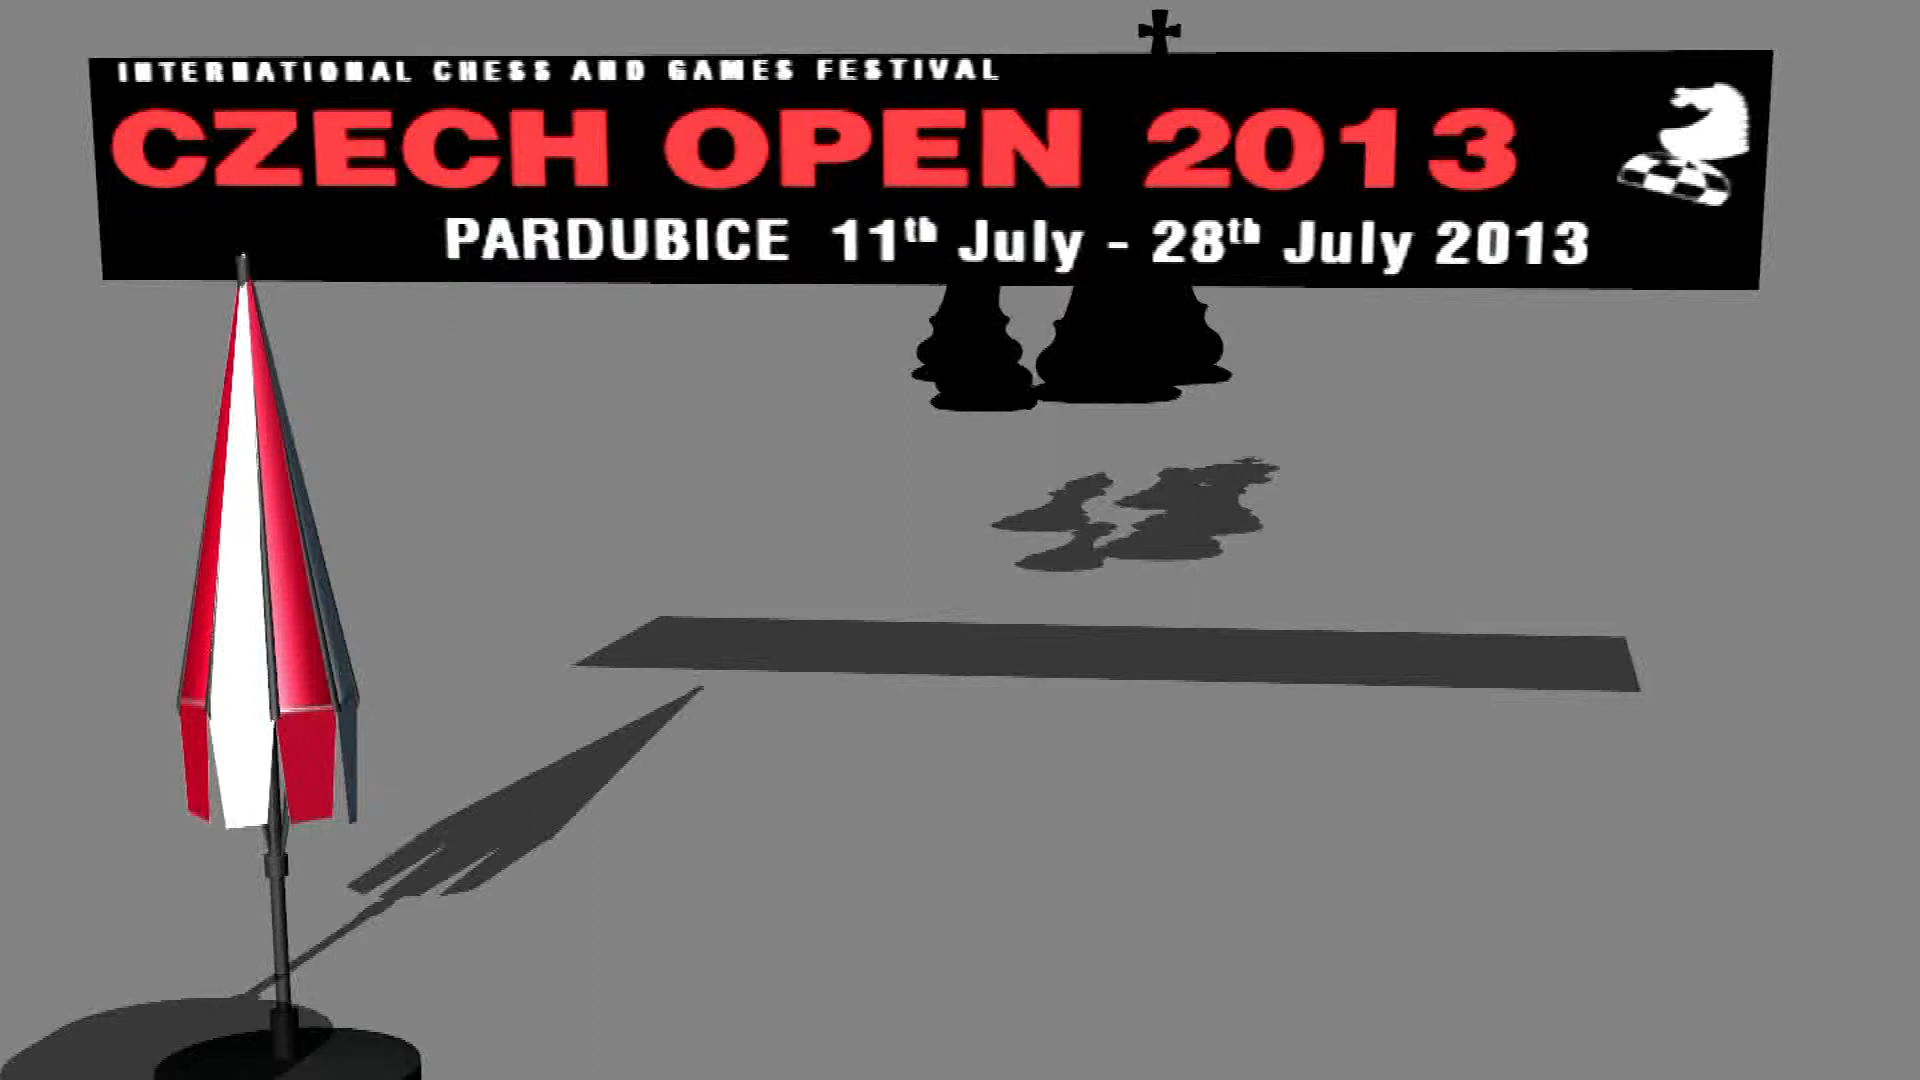 INTERNATIONAL CHESS AND GAMES FESTIVAL
CZECH OPEN 2013
PARDUBICE 11th July - 28th July 2013